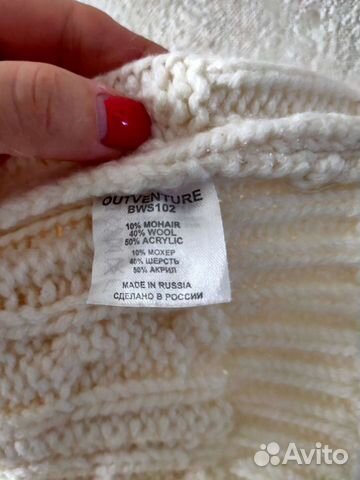 OUTVENTURE
BWS102
10% MOHAIR
40% WOOL
50% ACRYLIC
10% МОХЕР
40% ШЕРСТЬ
50% АКРИЛ
MADE IN RUSSIA
СДЕЛАНО В РОССИИ
Avito